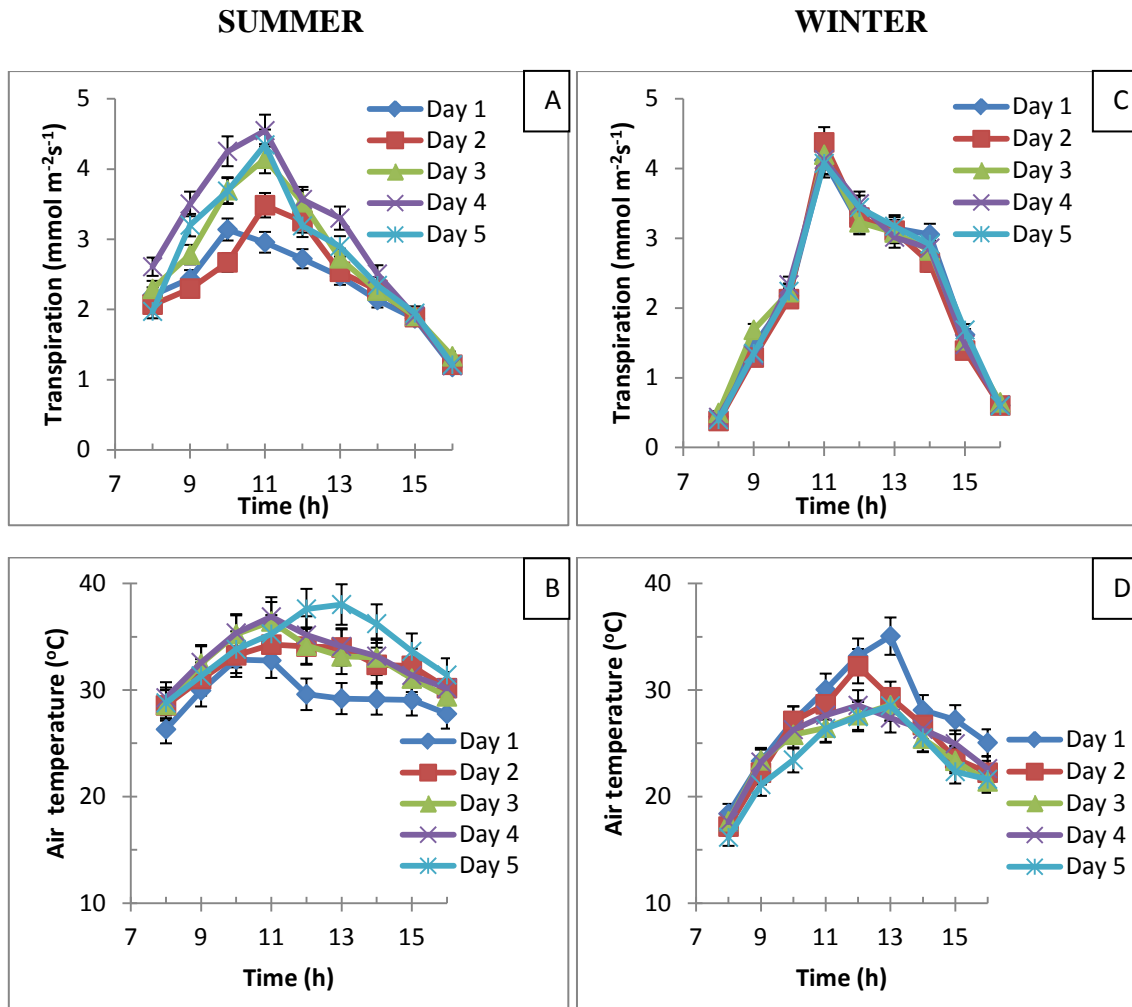 SUMMER
WINTER
A
Transpiration (mmol m⁻²s⁻¹)
5
4
3
2
1
0
7 9 11 13 15
Time (h)
Day 1
Day 2
Day 3
Day 4
Day 5
C
Transpiration (mmol m⁻²s⁻¹)
5
4
3
2
1
0
7 9 11 13 15
Time (h)
Day 1
Day 2
Day 3
Day 4
Day 5
B
Air temperature (ºC)
40
30
20
10
7 9 11 13 15
Time (h)
Day 1
Day 2
Day 3
Day 4
Day 5
D
Air temperature (ºC)
40
30
20
10
7 9 11 13 15
Time (h)
Day 1
Day 2
Day 3
Day 4
Day 5